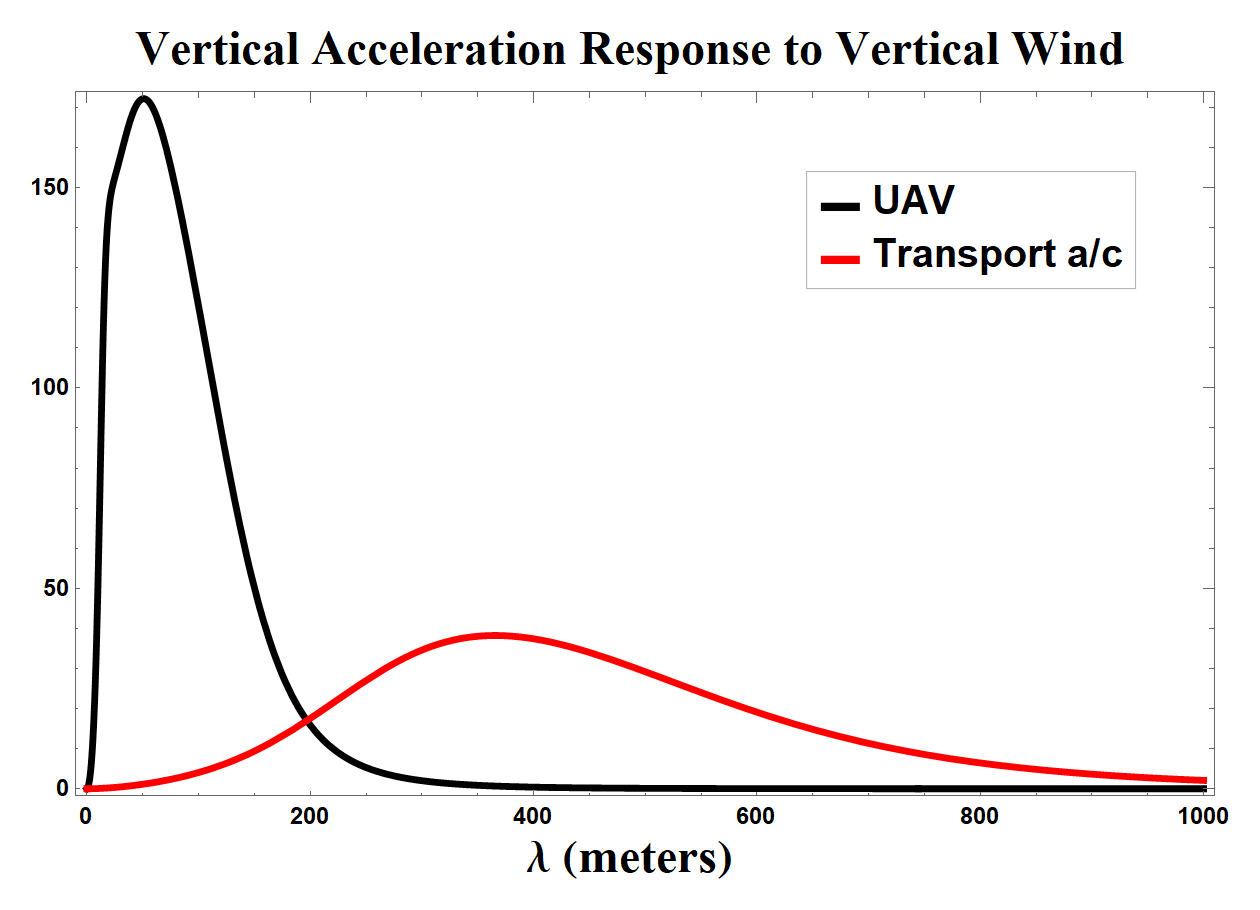 Vertical Acceleration Response to Vertical Wind
150
100
50
0
UAV
Transport a/c
0 200 400 600 800 1000
λ (meters)